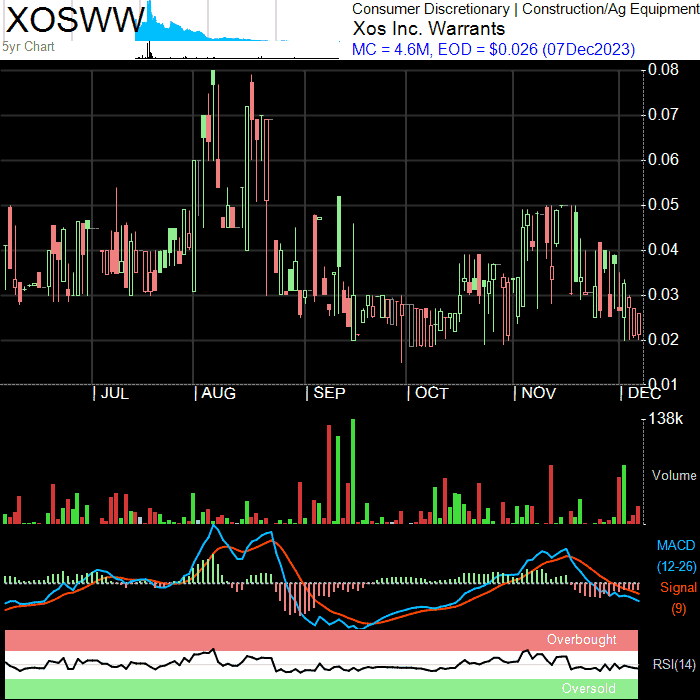 XOSWW
5yr Chart
Consumer Discretionary | Construction/Ag Equipment
Xos Inc. Warrants
MC = 4.6M, EOD = $0.026 (07Dec2023)
0.08
0.07
0.06
0.05
0.04
0.03
0.02
0.01
| JUL | AUG | SEP | OCT | NOV | DEC
138k
Volume
MACD
(12-26)
Signal
(9)
Overbought
RSI(14)
Oversold